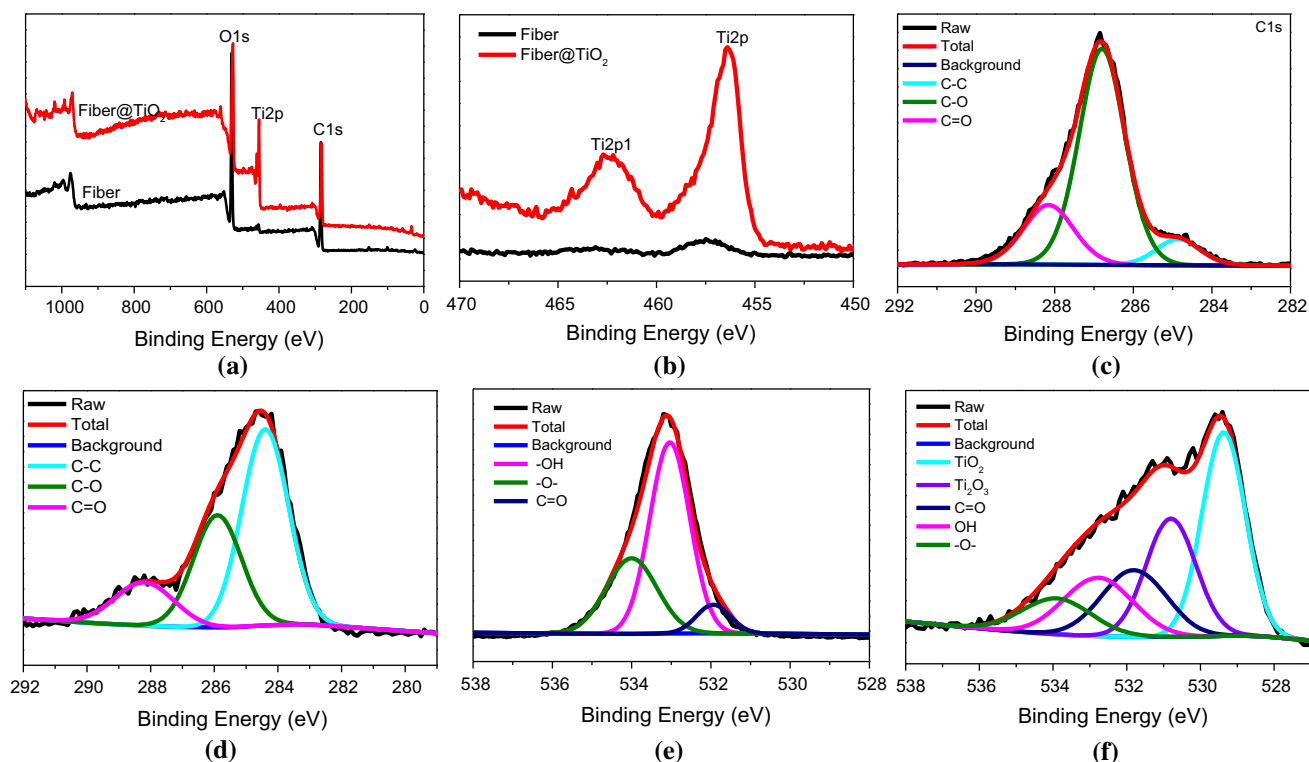 O1s
Ti2p
C1s
Fiber@TiO₂
Fiber
1000 800 600 400 200 0
Binding Energy (eV)
(a)
Fiber
Fiber@TiO₂
Ti2p
Ti2p1
470 465 460 455 450
Binding Energy (eV)
(b)
C1s
Raw
Total
Background
C-C
C-O
C=O
292 290 288 286 284 282
Binding Energy (eV)
(c)
Raw
Total
Background
C-C
C-O
C=O
292 290 288 286 284 282 280
Binding Energy (eV)
(d)
Raw
Total
Background
-OH
-O-
C=O
538 536 534 532 530 528
Binding Energy (eV)
(e)
Raw
Total
Background
TiO₂
Ti₂O₃
C=O
OH
-O-
538 536 534 532 530 528
Binding Energy (eV)
(f)